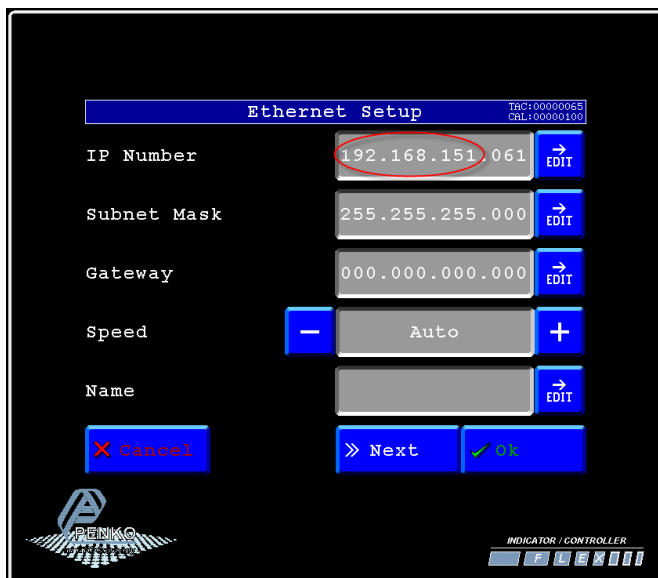 Ethernet Setup
TAC:00000065
CAL:00000100
IP Number
192.168.151.061
EDIT
Subnet Mask
255.255.255.000
EDIT
Gateway
000.000.000.000
EDIT
Speed
Auto
Name
EDIT
Cancel
Next
Ok
PENKO
INDICATOR / CONTROLLER
FLEX